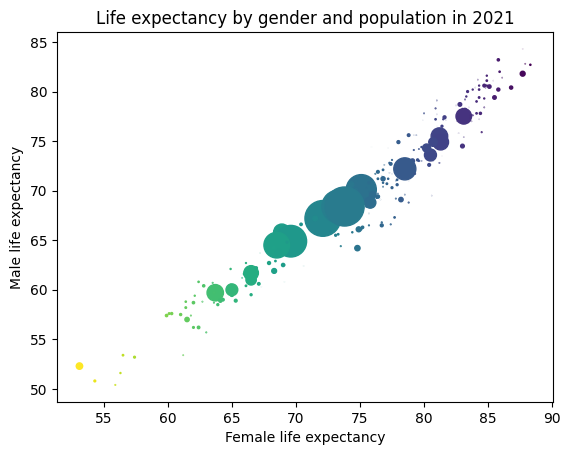 Life expectancy by gender and population in 2021
85
80
75
70
65
60
55
50
Male life expectancy
55 60 65 70 75 80 85 90
Female life expectancy